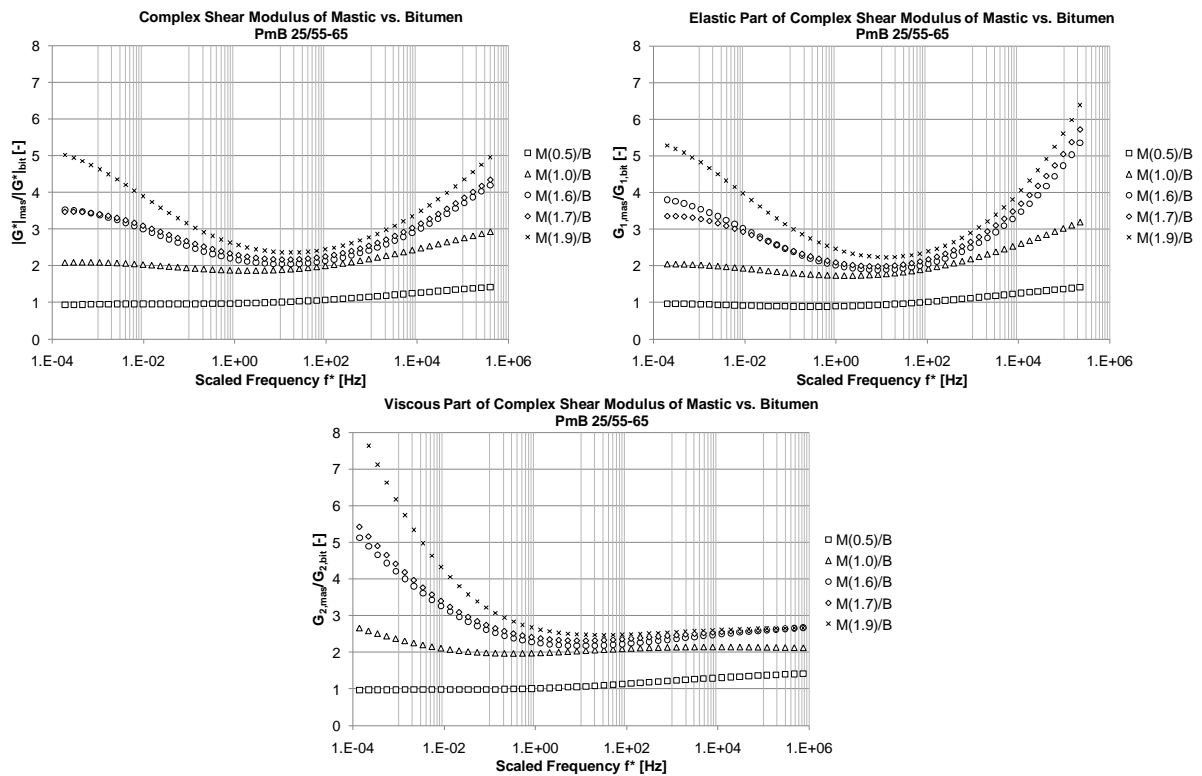 Complex Shear Modulus of Mastic vs. Bitumen
PmB 25/55-65
|G*|mas/|G*|bit [-]
8
7
6
5
4
3
2
1
0
1.E-04 1.E-02 1.E+00 1.E+02 1.E+04 1.E+06
Scaled Frequency f* [Hz]
M(0.5)/B
M(1.0)/B
M(1.6)/B
M(1.7)/B
M(1.9)/B
Elastic Part of Complex Shear Modulus of Mastic vs. Bitumen
PmB 25/55-65
G1,mas/G1,bit [-]
8
7
6
5
4
3
2
1
0
1.E-04 1.E-02 1.E+00 1.E+02 1.E+04 1.E+06
Scaled Frequency f* [Hz]
M(0.5)/B
M(1.0)/B
M(1.6)/B
M(1.7)/B
M(1.9)/B
Viscous Part of Complex Shear Modulus of Mastic vs. Bitumen
PmB 25/55-65
G2,mas/G2,bit [-]
8
7
6
5
4
3
2
1
0
1.E-04 1.E-02 1.E+00 1.E+02 1.E+04 1.E+06
Scaled Frequency f* [Hz]
M(0.5)/B
M(1.0)/B
M(1.6)/B
M(1.7)/B
M(1.9)/B